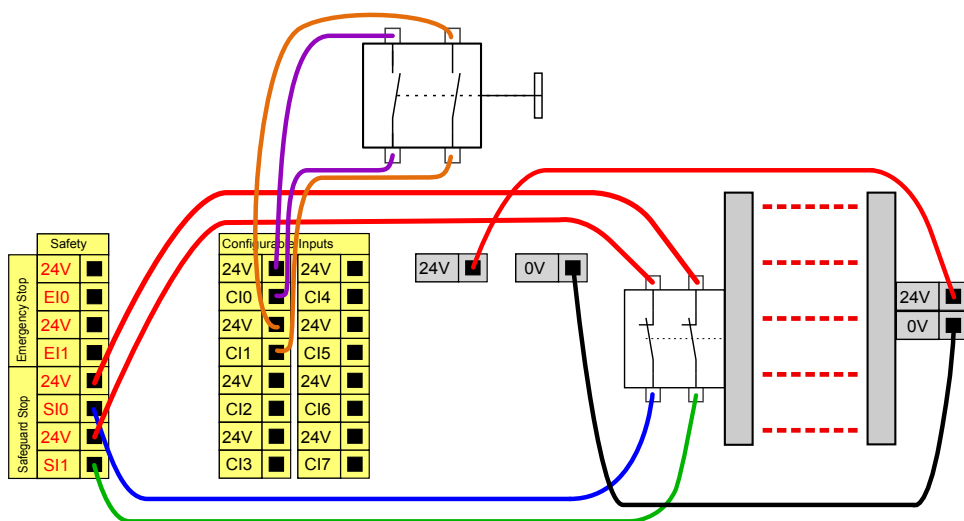 Safety
Emergency Stop
24V
EI0
24V
EI1
Safeguard Stop
24V
SI0
24V
SI1
Configurable Inputs
24V 24V
CI0 CI4
24V 24V
CI1 CI5
24V 24V
CI2 CI6
24V 24V
CI3 CI7
24V
0V
24V
0V